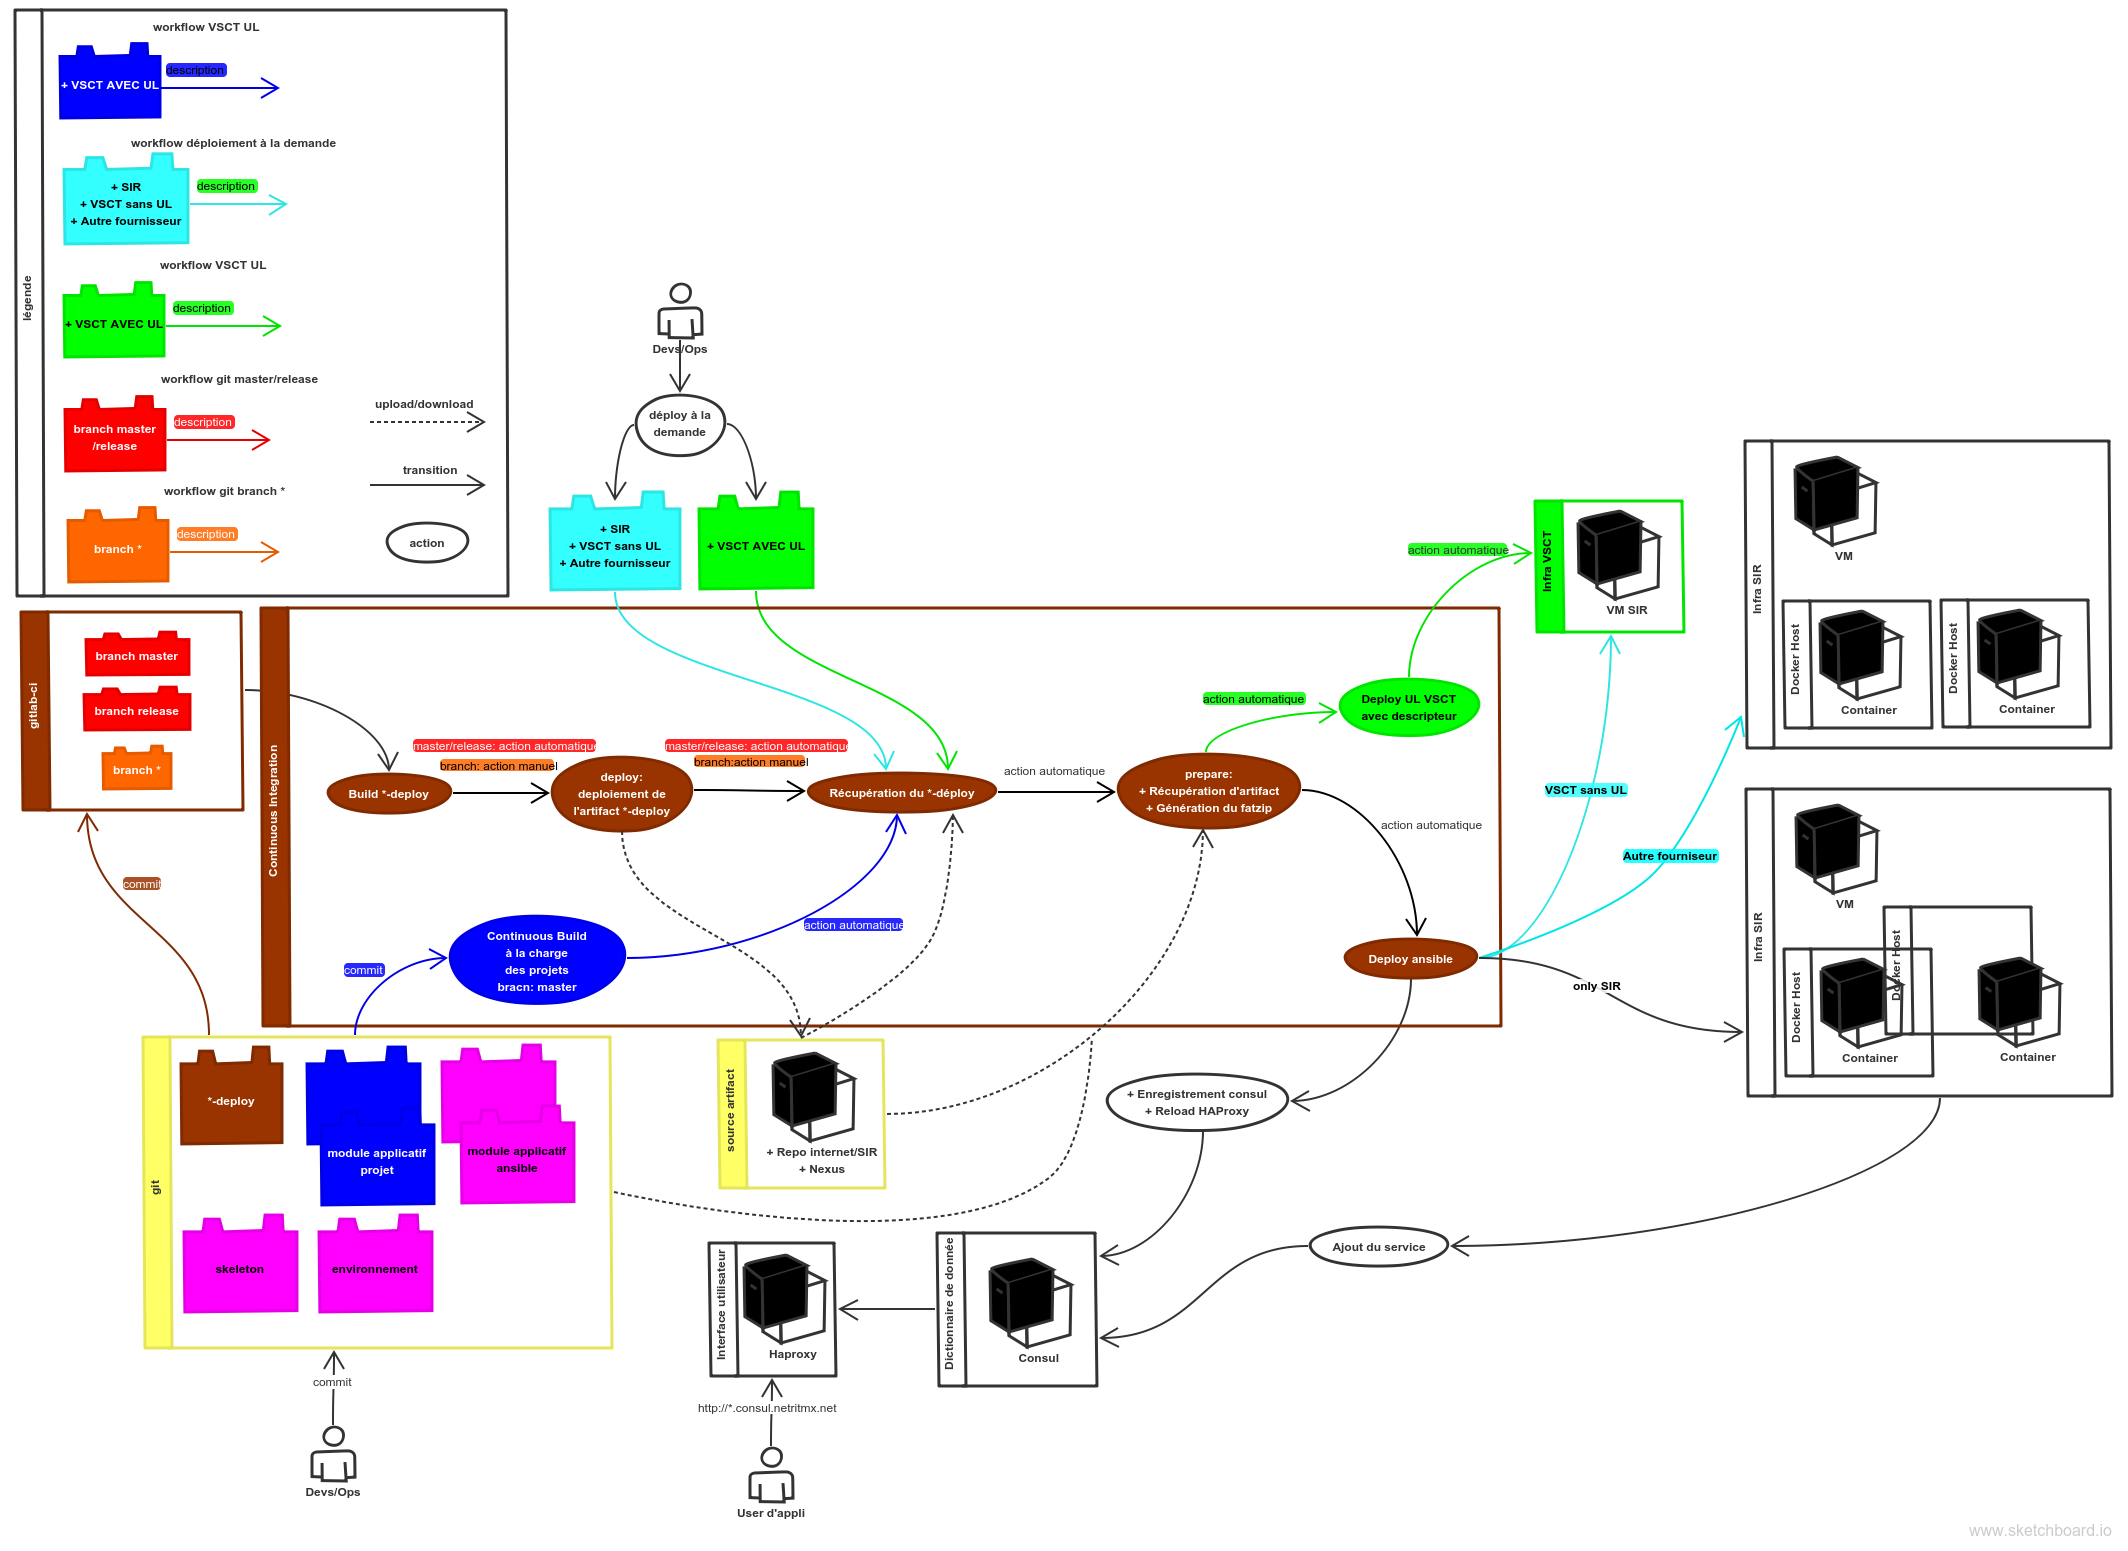 légende
workflow VSCT UL
+ VSCT AVEC UL
description
workflow déploiement à la demande
+ SIR
+ VSCT sans UL
+ Autre fournisseur
description
workflow VSCT UL
+ VSCT AVEC UL
description
workflow git master/release
branch master
/release
description
workflow git branch *
branch *
description
upload/download
transition
action
Devs/Ops
déploy à la
demande
+ SIR
+ VSCT sans UL
+ Autre fournisseur
+ VSCT AVEC UL
gitlab-ci
branch master
branch release
branch *
commit
Continuous Integration
Build *-deploy
master/release: action automatique
branch: action manuel
deploy:
deploiement de
l'artifact *-deploy
master/release: action automatique
branch:action manuel
Récupération du *-déploy
action automatique
prepare:
+ Récupération d'artifact
+ Génération du fatzip
action automatique
Deploy UL VSCT
avec descripteur
action automatique
Infra VSCT
VM SIR
action automatique
Deploy ansible
commit
Continuous Build
à la charge
des projets
bracn: master
action automatique
VSCT sans UL
Autre fourniseur
only SIR
Infra SIR
VM
Docker Host
Container
Docker Host
Container
Infra SIR
VM
Docker Host
Container
Docker Host
Container
git
*-deploy
module applicatif
projet
module applicatif
ansible
skeleton
environnement
commit
Devs/Ops
source artifact
+ Repo internet/SIR
+ Nexus
+ Enregistrement consul
+ Reload HAProxy
Ajout du service
Interface utilisateur
Haproxy
Dictionnaire de donnée
Consul
http://*.consul.netritmx.net
User d'appli
www.sketchboard.io